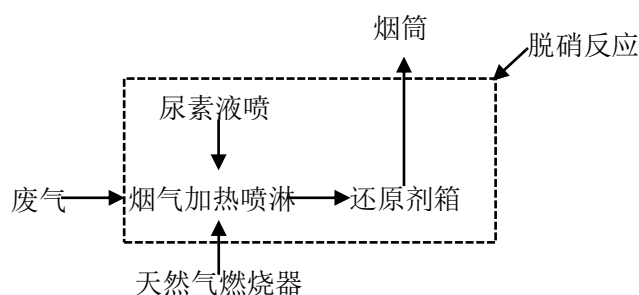 烟筒
脱硝反应
尿素液喷
废气
烟气加热喷淋
还原剂箱
天然气燃烧器